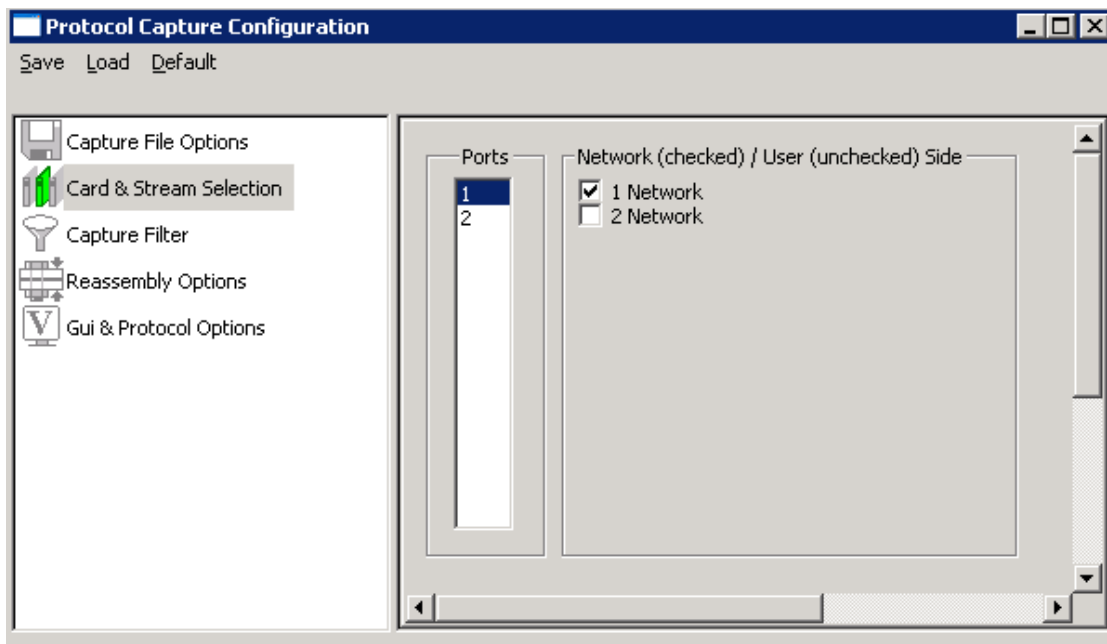 Protocol Capture Configuration
Save Load Default
Capture File Options
Card & Stream Selection
Capture Filter
Reassembly Options
V
Gui & Protocol Options
Ports
1
2
Network (checked) / User (unchecked) Side
1 Network
2 Network